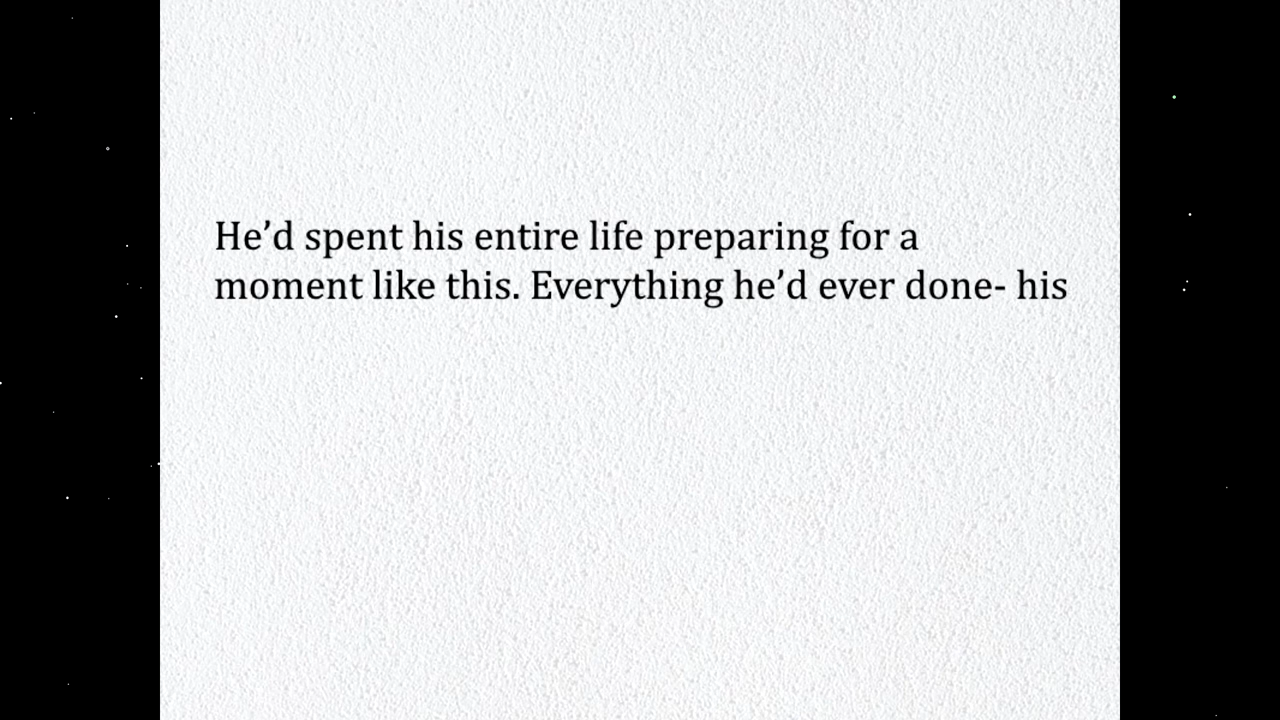 He’d spent his entire life preparing for a
moment like this. Everything he’d ever done- his